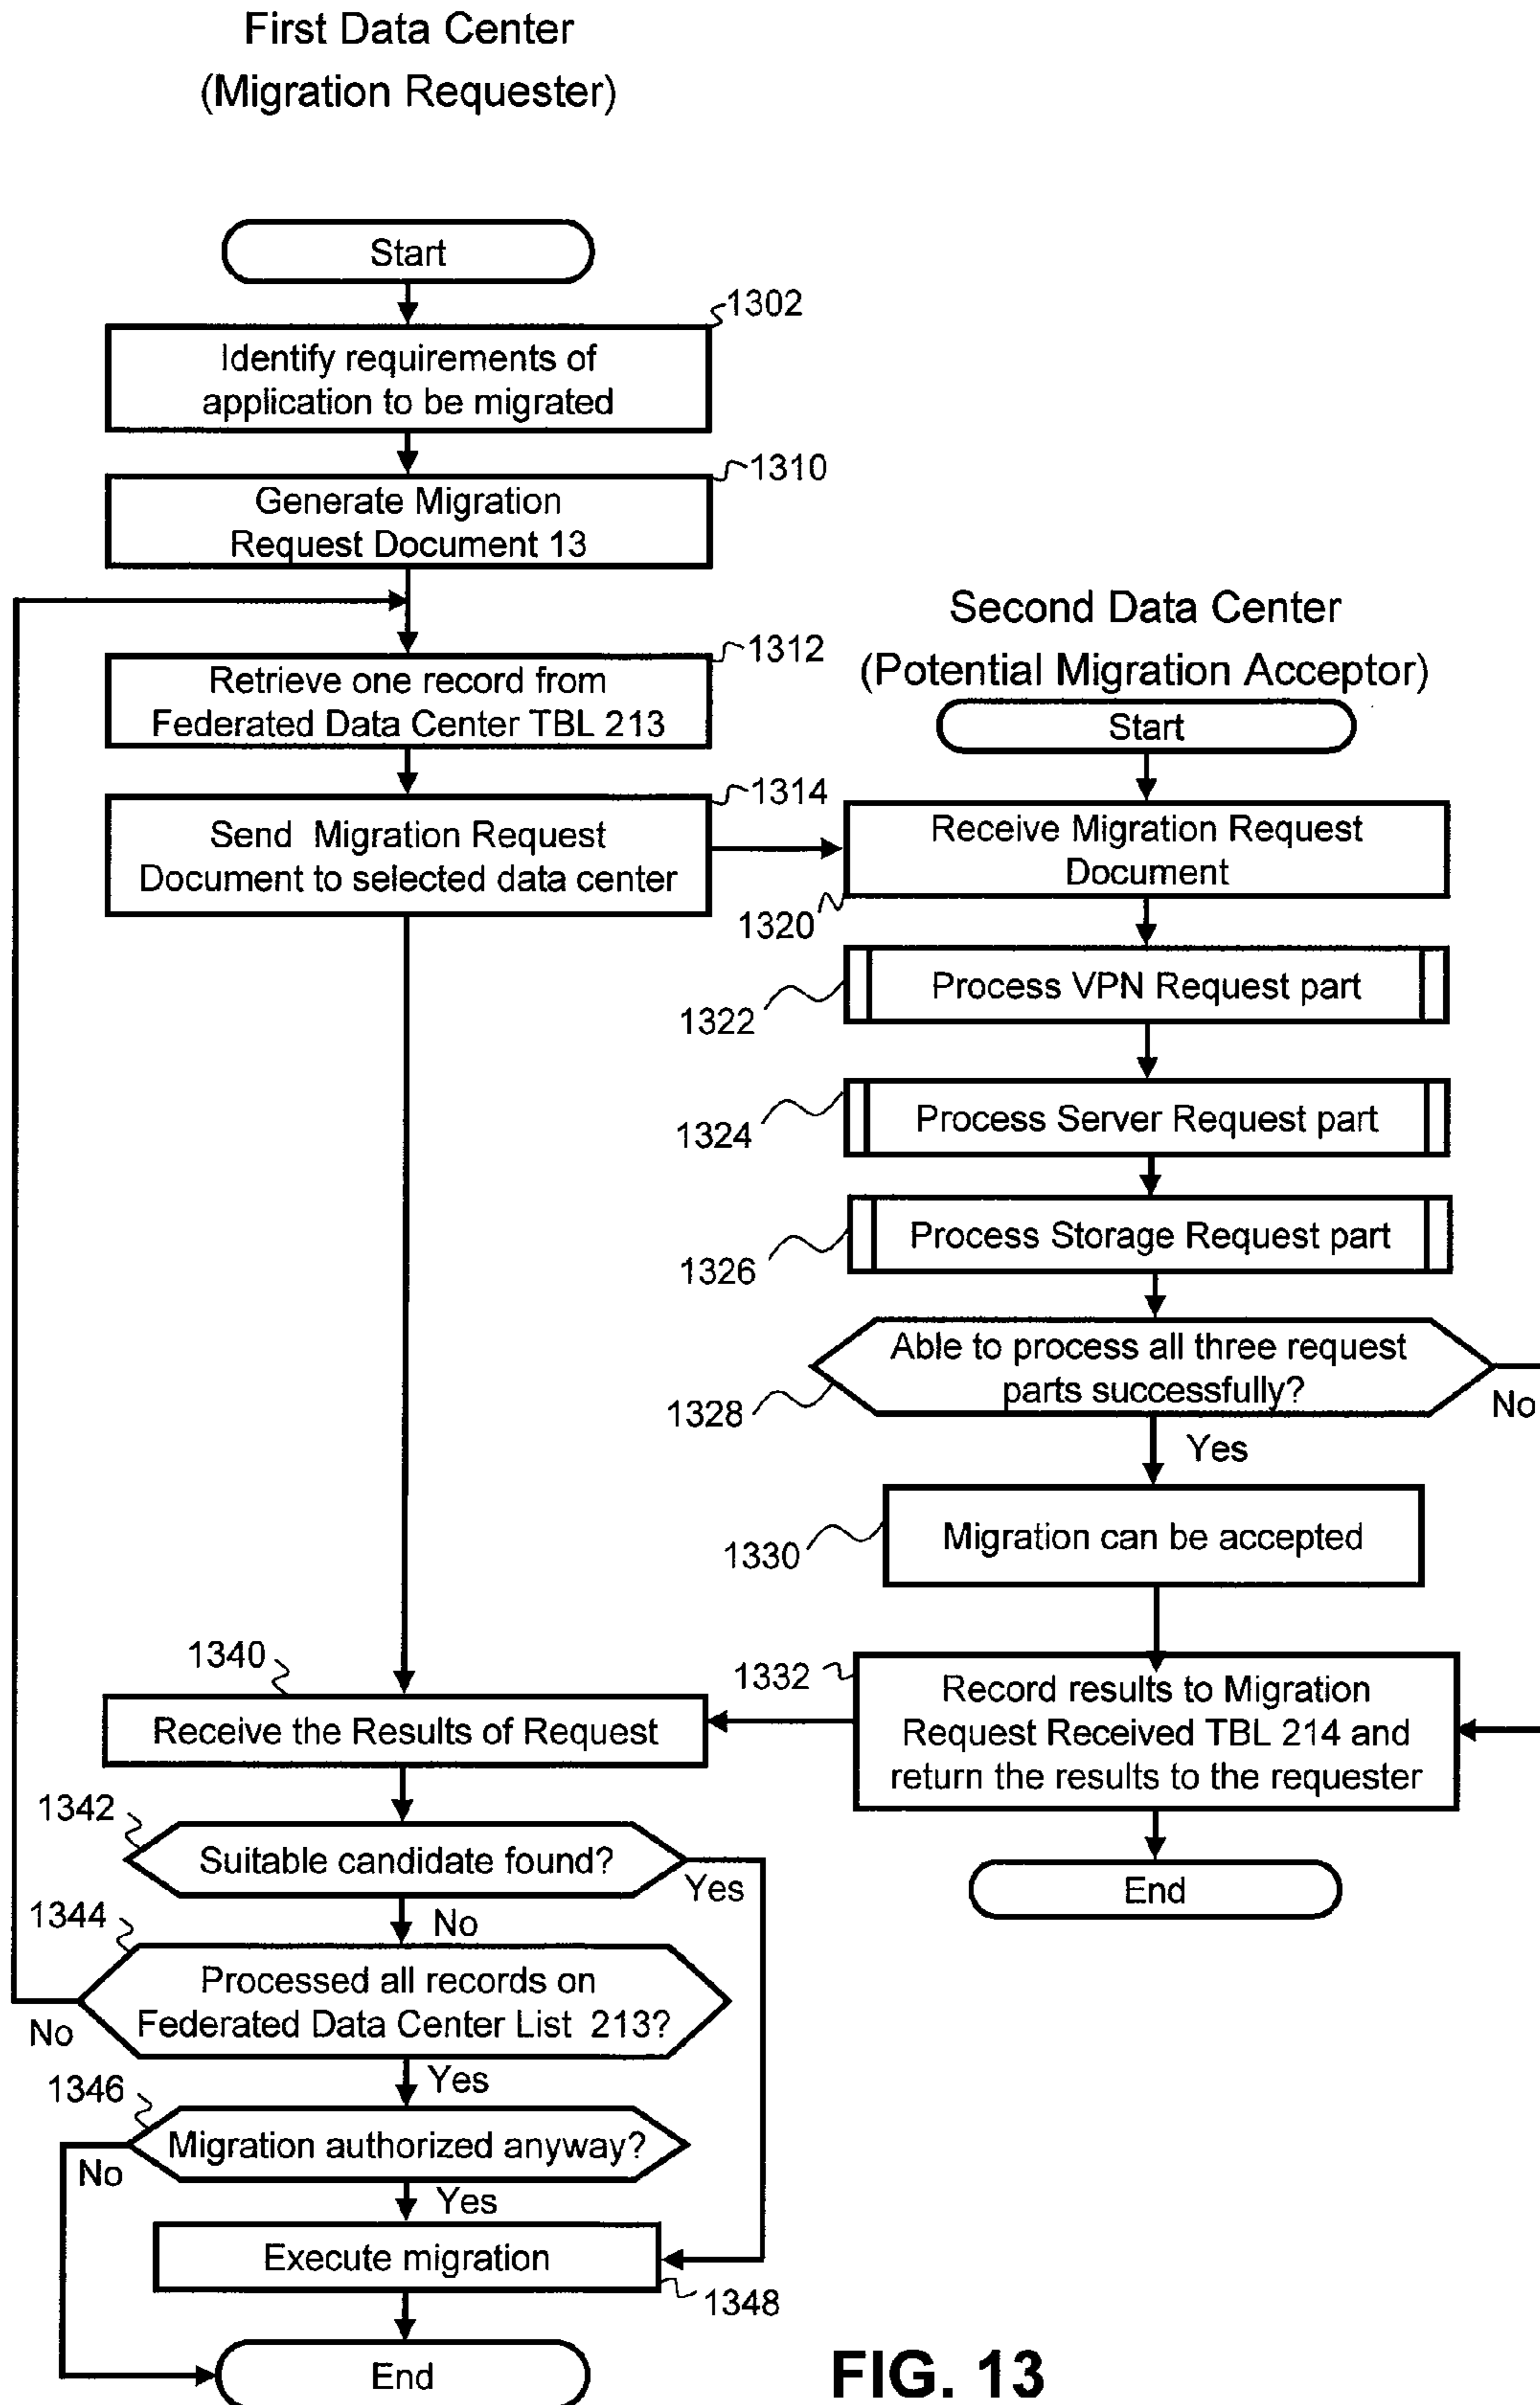 First Data Center
(Migration Requester)
Start
1302
Identify requirements of
application to be migrated
1310
Generate Migration
Request Document 13
1312
Retrieve one record from
Federated Data Center TBL 213
1314
Send Migration Request
Document to selected data center
Second Data Center
(Potential Migration Acceptor)
Start
Receive Migration Request
Document
1320
Process VPN Request part
1322
Process Server Request part
1324
Process Storage Request part
1326
Able to process all three request
parts successfully?
1328
No
Yes
Migration can be accepted
1330
1332
Record results to Migration
Request Received TBL 214 and
return the results to the requester
End
1340
Receive the Results of Request
1342
Suitable candidate found?
Yes
No
1344
Processed all records on
Federated Data Center List 213?
No
Yes
1346
Migration authorized anyway?
No
Yes
Execute migration
1348
End
FIG. 13